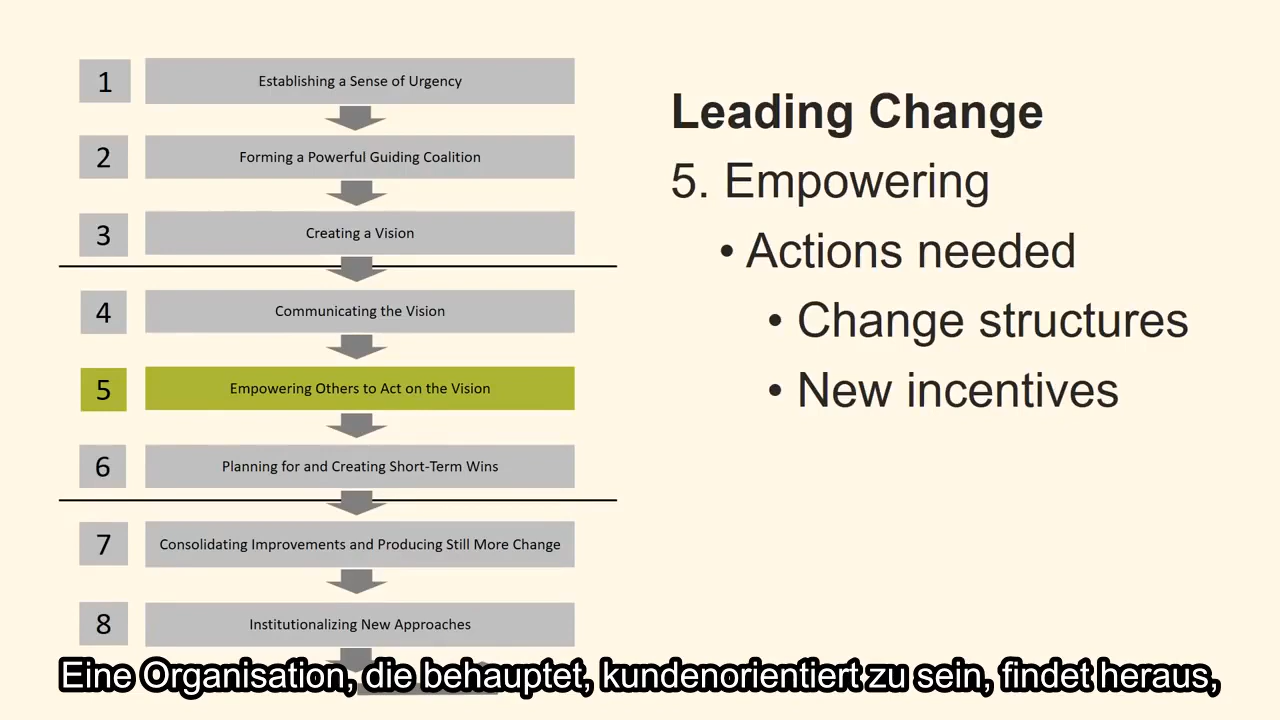 1
Establishing a Sense of Urgency
2
Forming a Powerful Guiding Coalition
3
Creating a Vision
4
Communicating the Vision
5
Empowering Others to Act on the Vision
6
Planning for and Creating Short-Term Wins
7
Consolidating Improvements and Producing Still More Change
8
Institutionalizing New Approaches
Leading Change
5. Empowering
• Actions needed
• Change structures
• New incentives
Eine Organisation, die behauptet, kundenorientiert zu sein, findet heraus,